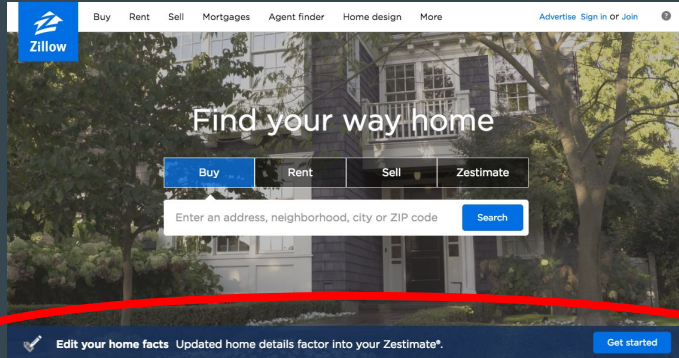 Buy Rent Sell Mortgages Agent finder Home design More Advertise Sign in or Join ?
Zillow
Find your way home
Buy Rent Sell Zestimate
Enter an address, neighborhood, city or ZIP code Search
Edit your home facts Updated home details factor into your Zestimate®. Get started